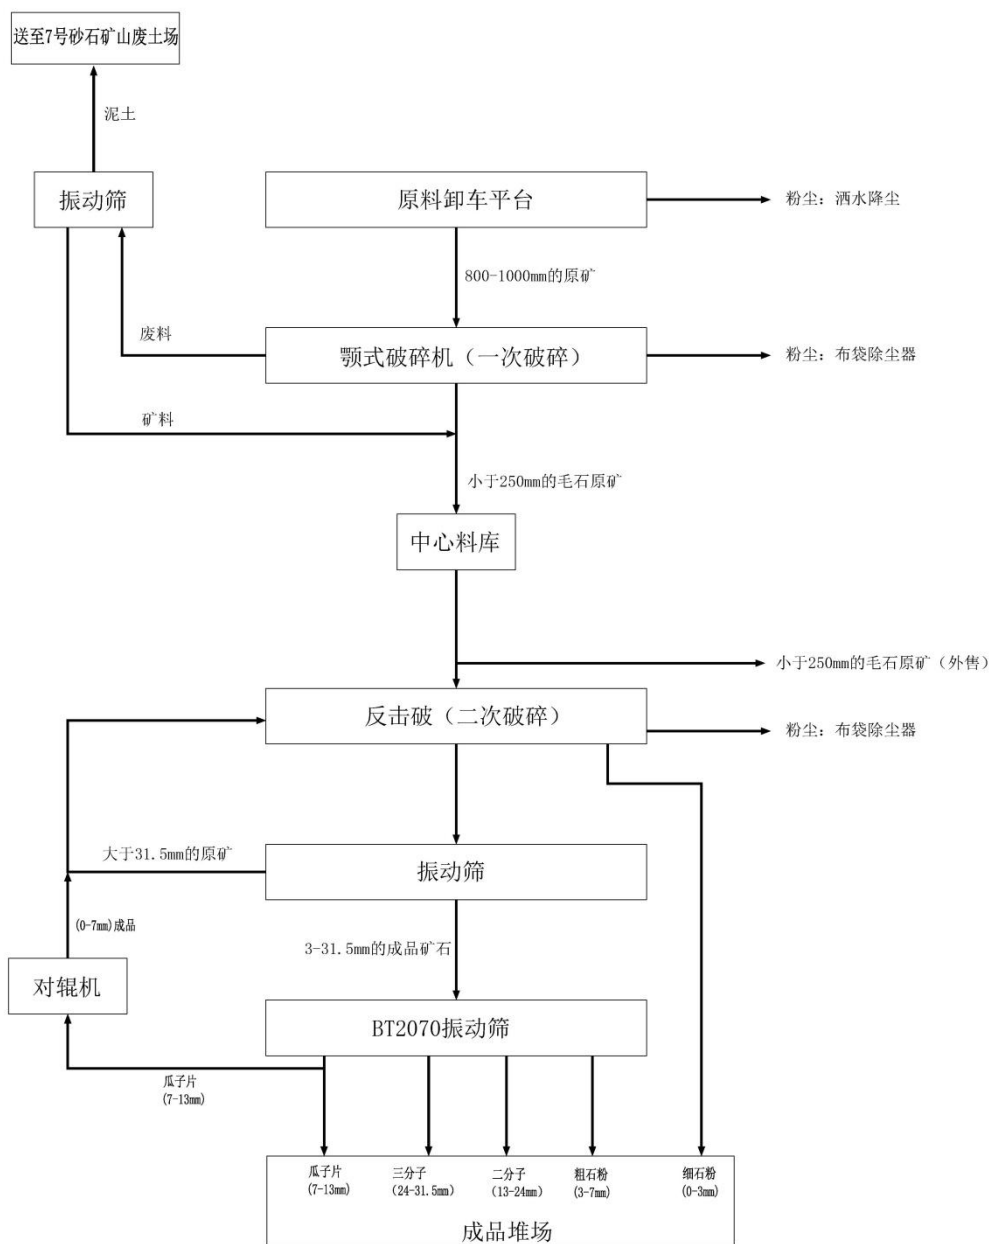 送至7号砂石矿山废土场
泥土
振动筛
原料卸车平台
粉尘：洒水降尘
800-1000mm的原矿
废料
颚式破碎机（一次破碎）
粉尘：布袋除尘器
矿料
小于250mm的毛石原矿
中心料库
小于250mm的毛石原矿（外售）
反击破（二次破碎）
粉尘：布袋除尘器
大于31.5mm的原矿
振动筛
(0-7mm)成品
3-31.5mm的成品矿石
对辊机
BT2070振动筛
瓜子片
(7-13mm)
瓜子片
(7-13mm)
三分子
(24-31.5mm)
二分子
(13-24mm)
粗石粉
(3-7mm)
细石粉
(0-3mm)
成品堆场